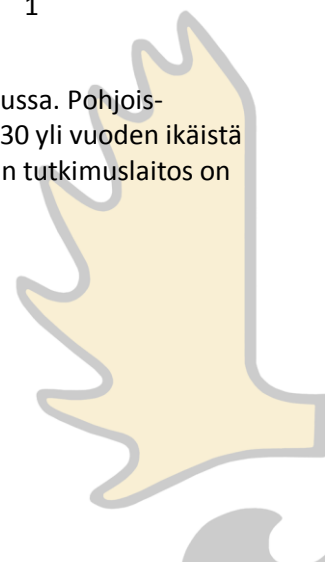 1
ussa. Pohjois-
30 yli vuoden ikäistä
n tutkimuslaitos on